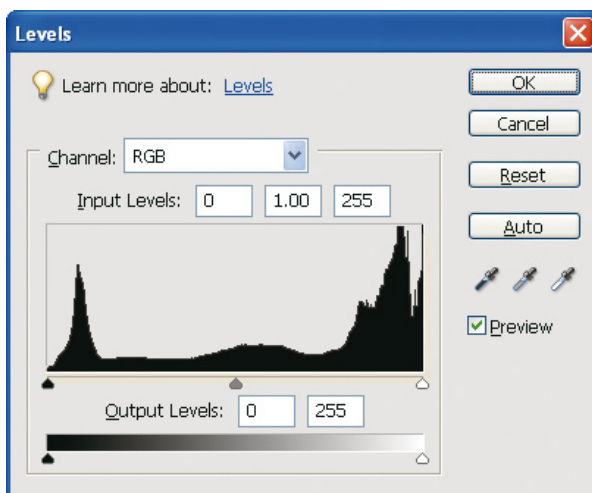 Levels
Learn more about: Levels
OK
Cancel
Channel: RGB
Reset
Input Levels: 0 1.00 255
Auto
Preview
Output Levels: 0 255